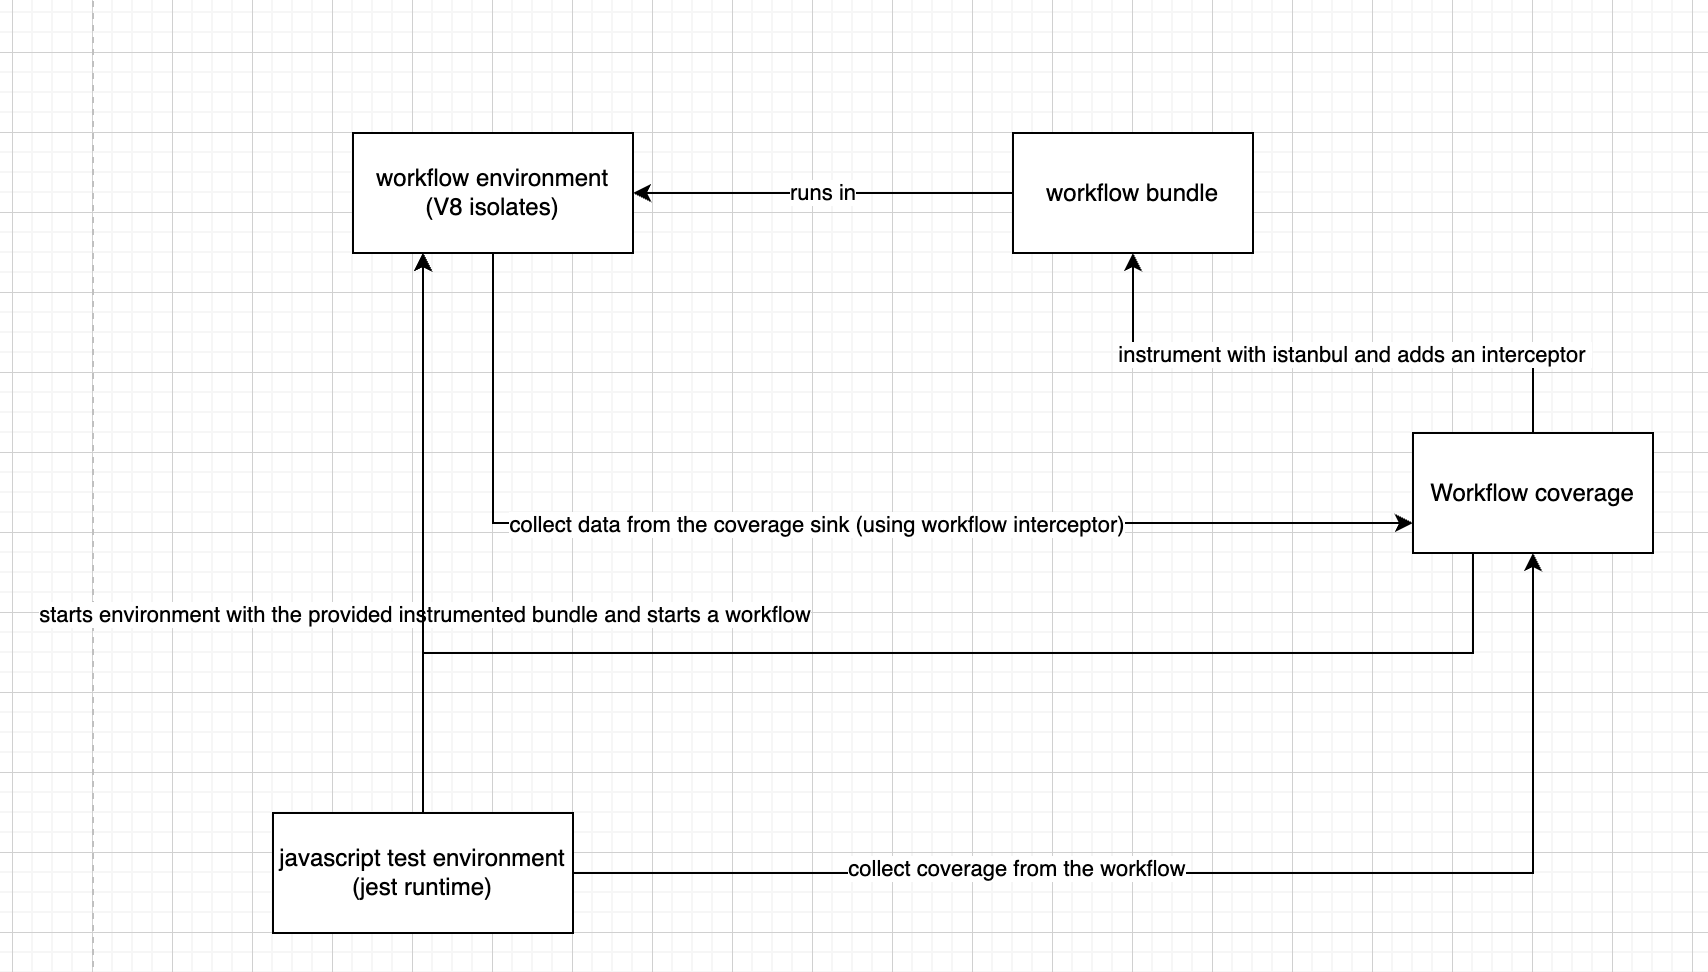 workflow environment
(V8 isolates)
runs in
workflow bundle
instrument with istanbul and adds an interceptor
Workflow coverage
collect data from the coverage sink (using workflow interceptor)
starts environment with the provided instrumented bundle and starts a workflow
javascript test environment
(jest runtime)
collect coverage from the workflow